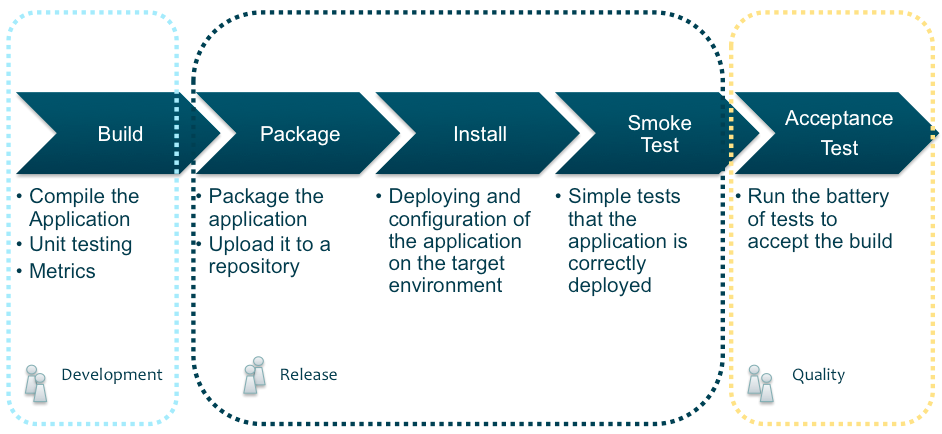 Build
Package
Install
Smoke
Test
Acceptance
Test
• Compile the
Application
• Unit testing
• Metrics
• Package the
application
• Upload it to a
repository
• Deploying and
configuration of
the application
on the target
environment
• Simple tests
that the
application is
correctly
deployed
• Run the battery
of tests to
accept the build
Development
Release
Quality